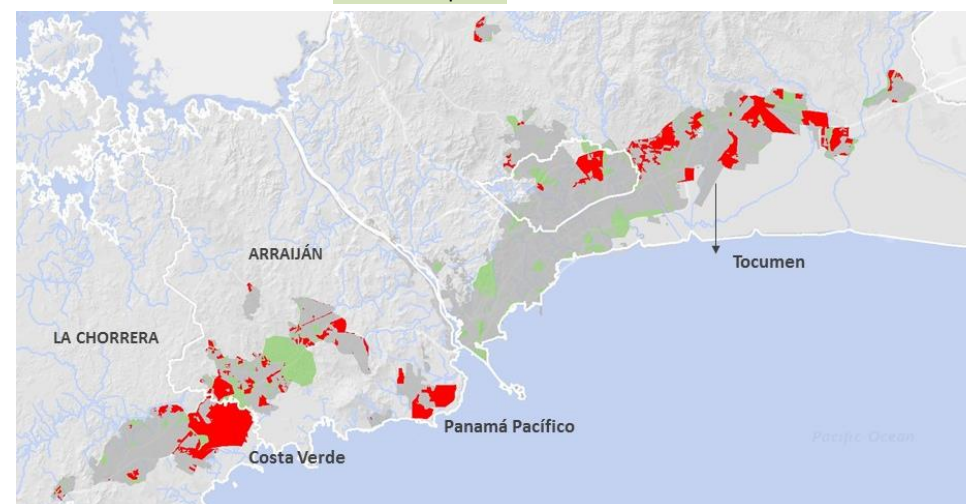 ARRAIJÁN
Tocumen
LA CHORRERA
Panamá Pacífico
Pacific Ocean
Costa Verde